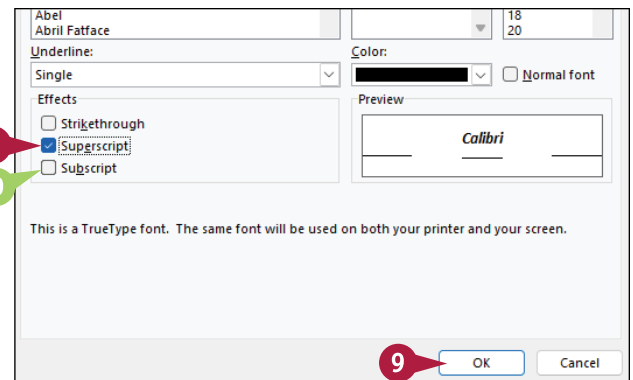 Abel
Abril Fatface
18
20
Underline:
Color:
Single
Normal font
Effects
Preview
Strikethrough
Superscript
Subscript
Calibri
This is a TrueType font. The same font will be used on both your printer and your screen.
9
OK
Cancel